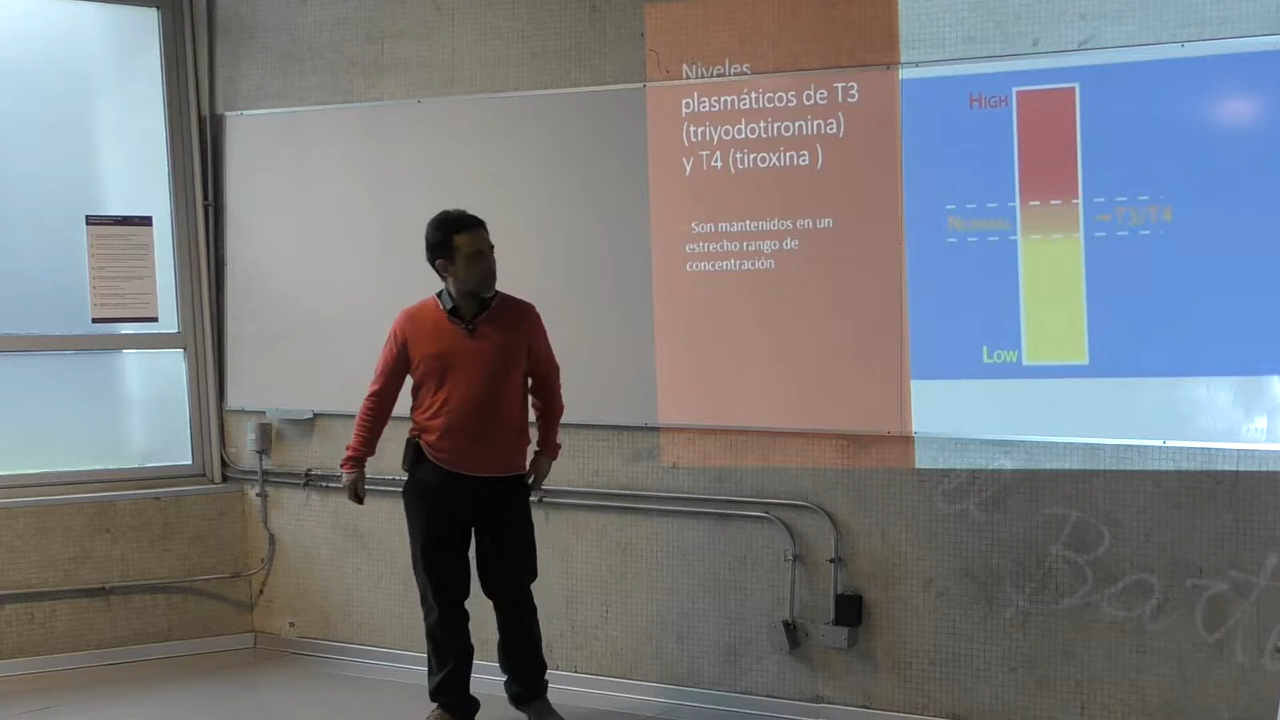 Niveles
plasmáticos de T3
(triyodotironina)
y T4 (tiroxina )
Son mantenidos en un
estrecho rango de
concentración
HIGH
NORMAL
T3/T4
LOW